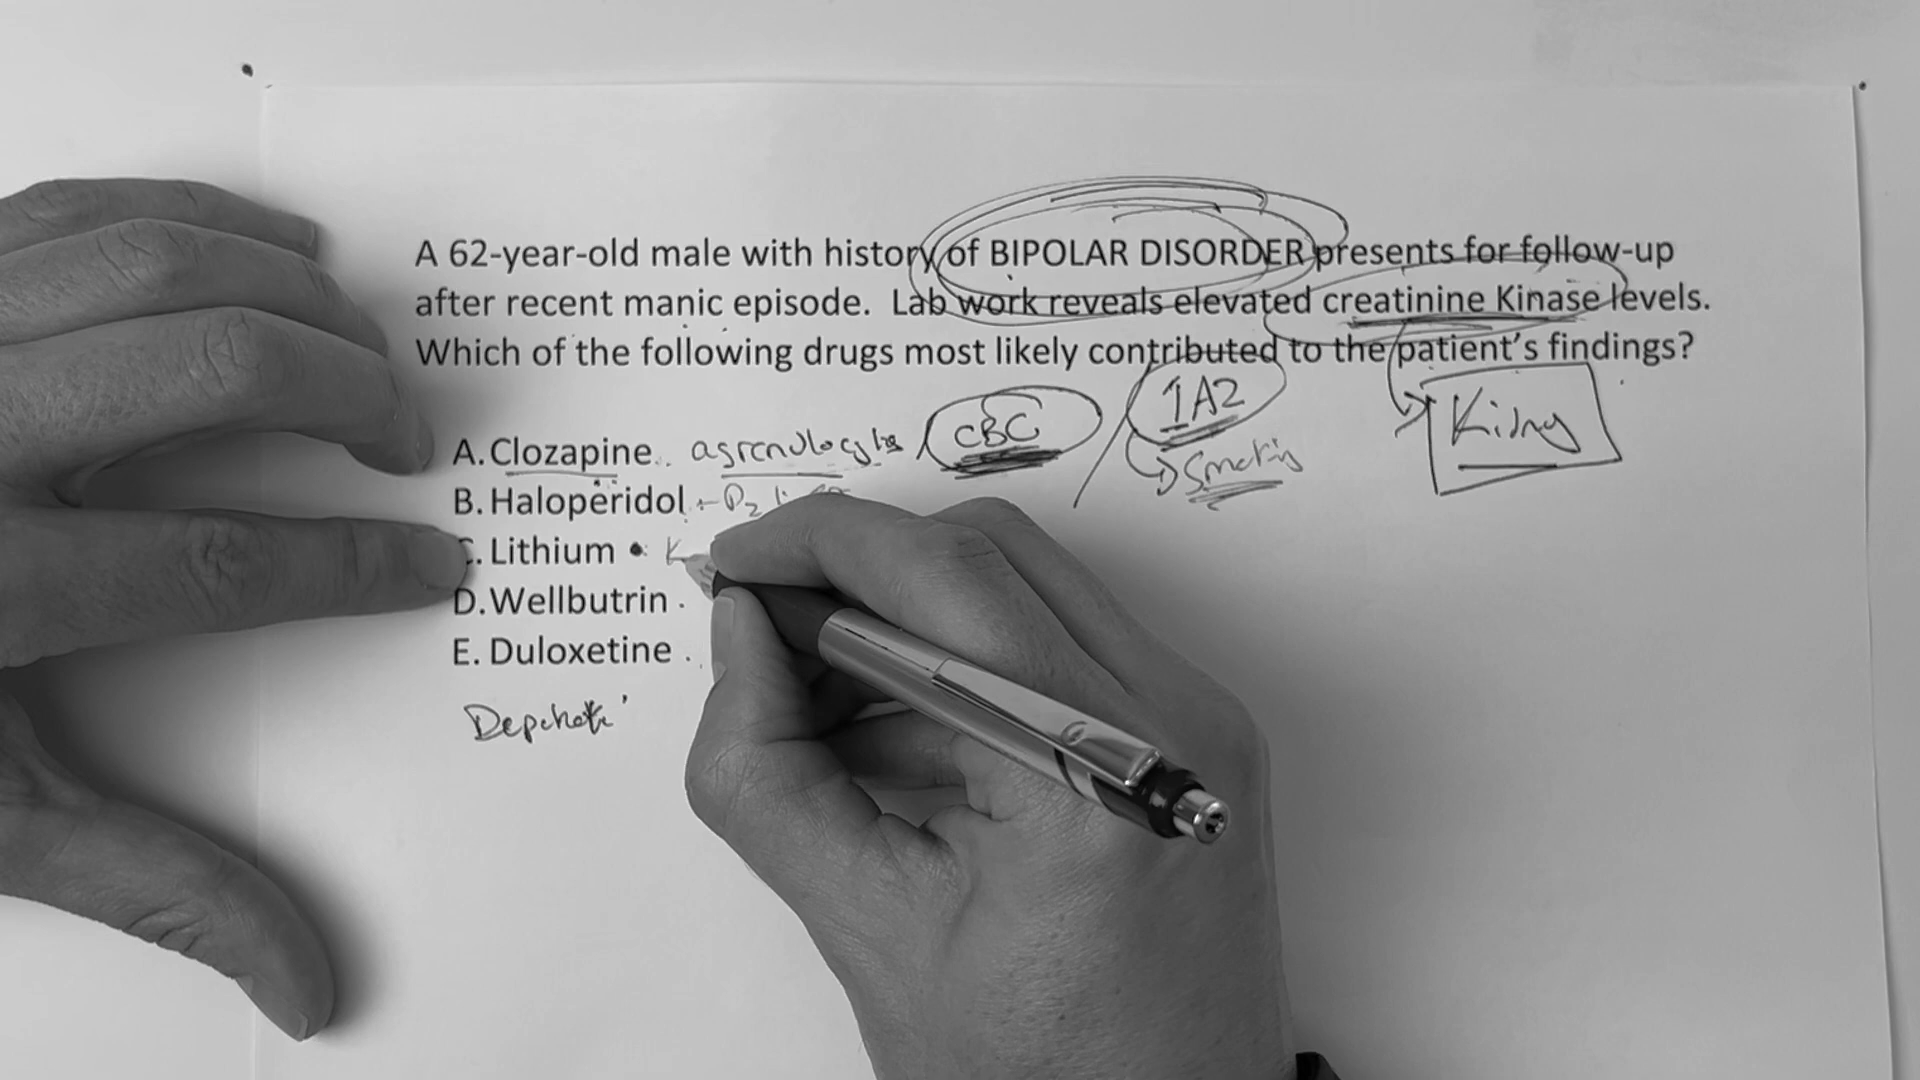 A 62-year-old male with history of BIPOLAR DISORDER presents for follow-up
after recent manic episode. Lab work reveals elevated creatinine Kinase levels.
Which of the following drugs most likely contributed to the patient's findings?
A. Clozapine CBC / 1A2
Smoking
Kidney
B. Haloperidol - D2
C. Lithium K
D. Wellbutrin
E. Duloxetine